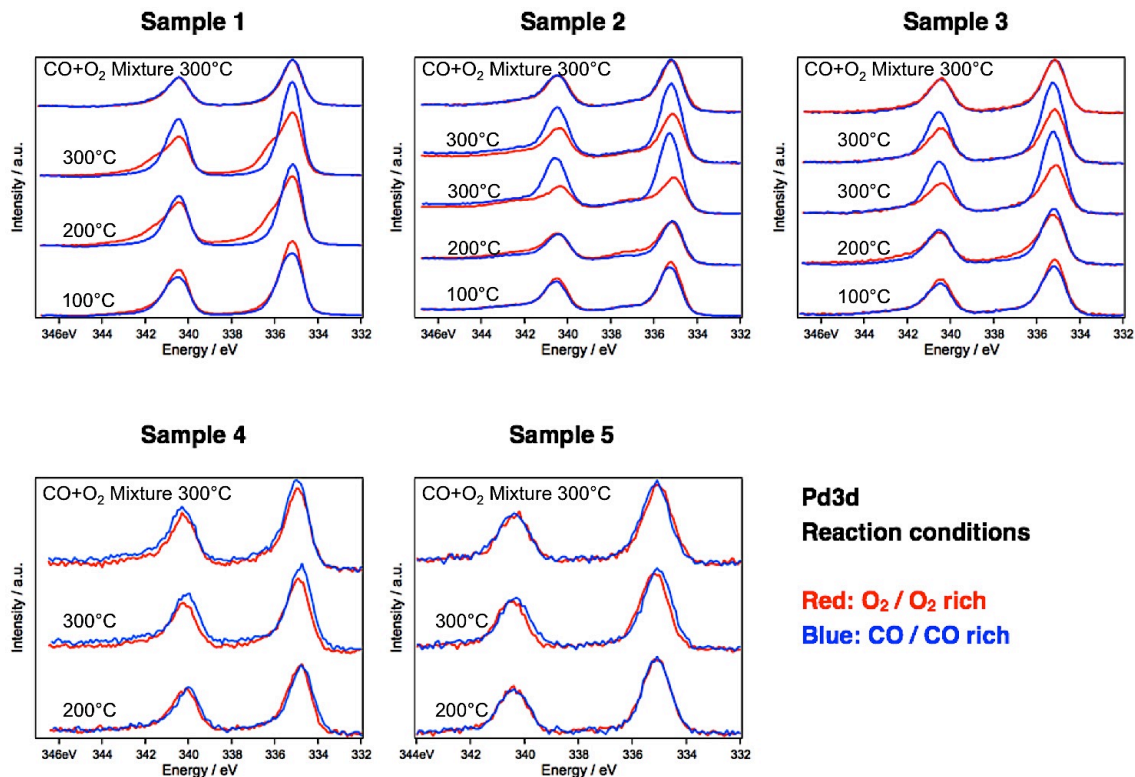 Sample 1
Sample 2
Sample 3
CO+O₂ Mixture 300°C
300°C
200°C
100°C
Intensity / a.u.
346eV 344 342 340 338 336 334 332
Energy / eV
CO+O₂ Mixture 300°C
300°C
300°C
200°C
100°C
Intensity / a.u.
346eV 344 342 340 338 336 334 332
Energy / eV
CO+O₂ Mixture 300°C
300°C
300°C
200°C
100°C
Intensity / a.u.
346eV 344 342 340 338 336 334 332
Energy / eV
Sample 4
Sample 5
CO+O₂ Mixture 300°C
300°C
200°C
Intensity / a.u.
346eV 344 342 340 338 336 334 332
Energy / eV
CO+O₂ Mixture 300°C
300°C
200°C
Intensity / a.u.
344eV 342 340 338 336 334 332
Energy / eV
Pd3d
Reaction conditions
Red: O₂ / O₂ rich
Blue: CO / CO rich